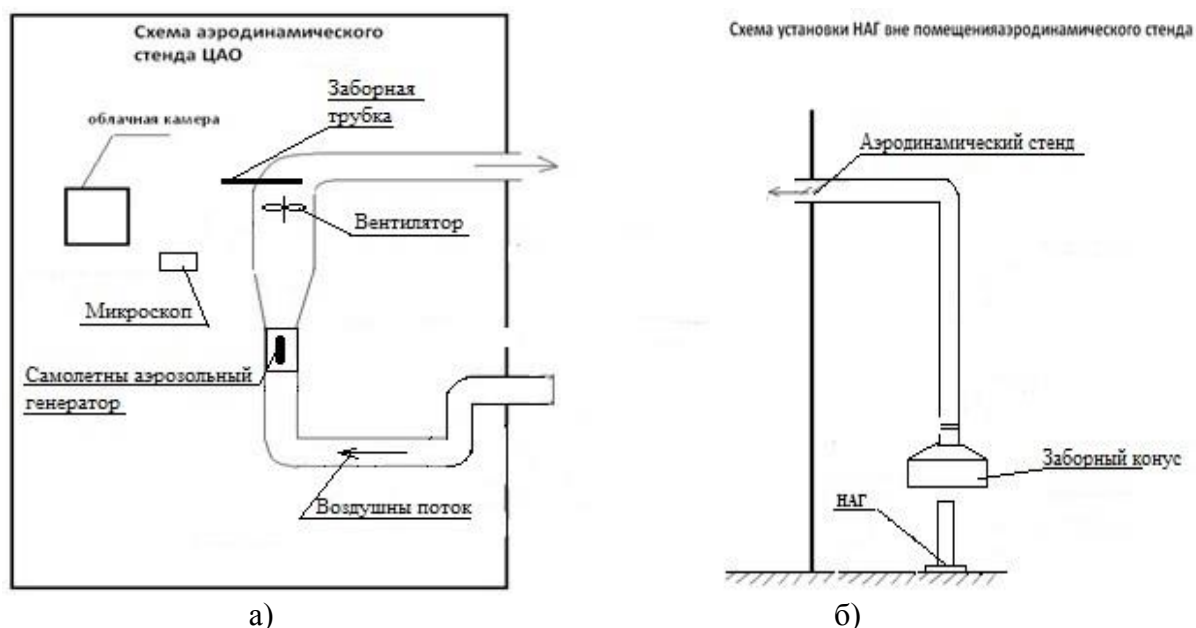 Схема аэродинамического
стенда ЦАО
облачная камера
Заборная
трубка
Вентилятор
Микроскоп
Самолетны аэрозольный
генератор
Воздушны поток
а)
Схема установки НАГ вне помещенияаэродинамического стенда
Аэродинамический стенд
Заборный конус
НАГ
б)